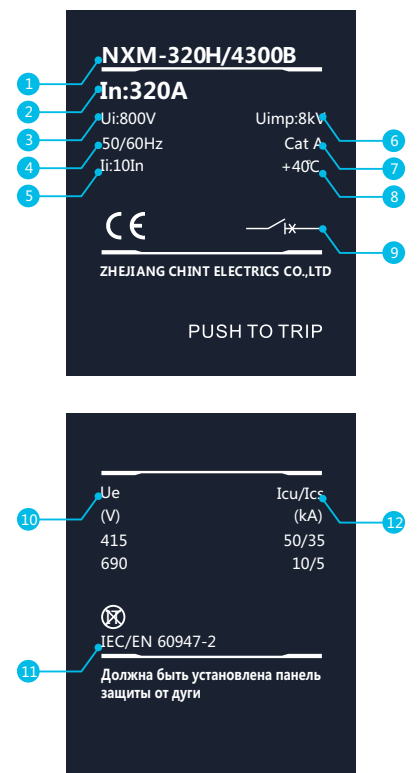 NXM-320H/4300B
1
In:320A
2
Ui:800V Uimp:8kV
3 6
50/60Hz Cat A
4 7
Ii:10In +40℃
5 8
CE
9
ZHEJIANG CHINT ELECTRICS CO.,LTD
PUSH TO TRIP
Ue Icu/Ics
10 12
(V) (kA)
415 50/35
690 10/5
IT
IEC/EN 60947-2
11
Должна быть установлена панель
защиты от дуги